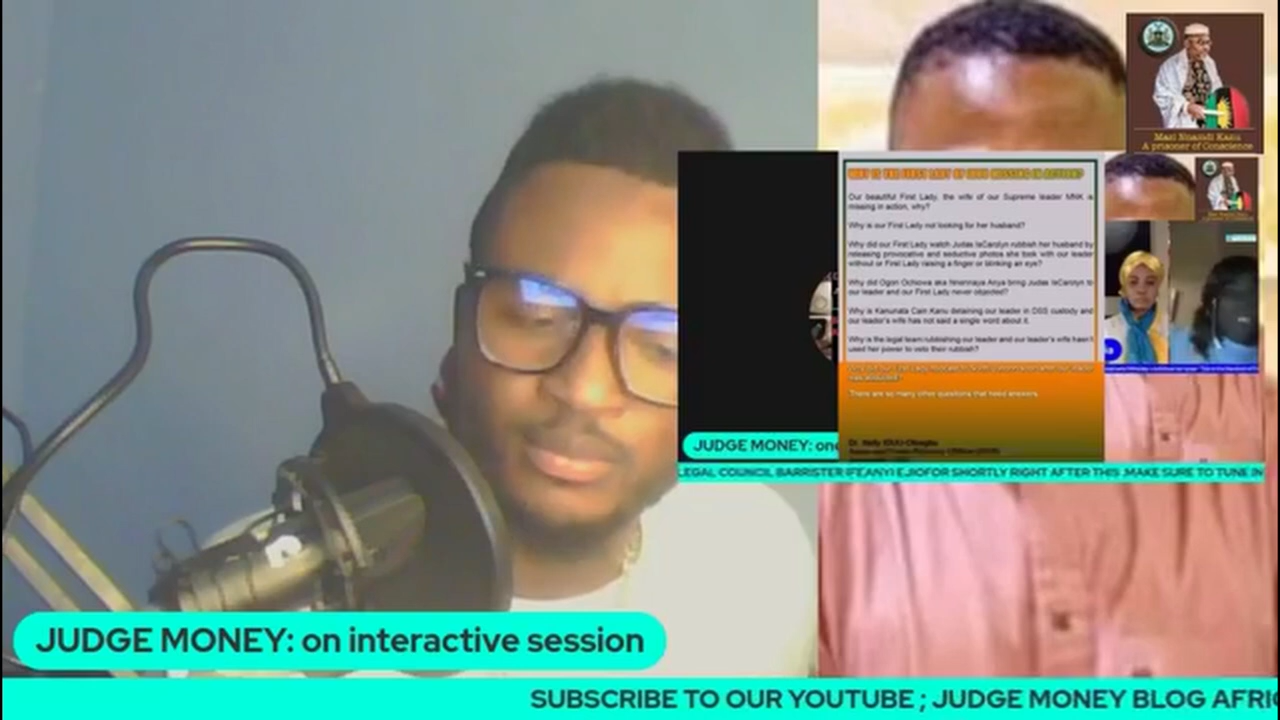 Mazi Nnamdi Kanu
A prisoner of Conscience
WHY IS THE FIRST LADY OF IPOB MISSING IN ACTION?
Our beautiful First Lady, the wife of our Supreme leader MNK is
missing in action, why?
Why is our First Lady not looking for her husband?
Why did our First Lady watch Judas IsCarolyn rubbish her husband by
releasing provocative and seductive photos she took with our leader
without or First Lady raising a finger or blinking an eye?
Why did Ogon Ochiowa aka Nnennaya Anya bring Judas IsCarolyn to
our leader and our First Lady never objected?
Why is Kanunata Cain Kanu detaining our leader in DSS custody and
our leader's wife has not said a single word about it.
Why is the legal team rubbishing our leader and our leader's wife hasn't
used her power to veto their rubbish?
There are so many other questions that need answers.
JUDGE MONEY: one
LEGAL COUNCIL BARRISTER IFEANYI EJIOFOR SHORTLY RIGHT AFTER THIS ,MAKE SURE TO TUNE IN
JUDGE MONEY: on interactive session
SUBSCRIBE TO OUR YOUTUBE ; JUDGE MONEY BLOG AFRIC